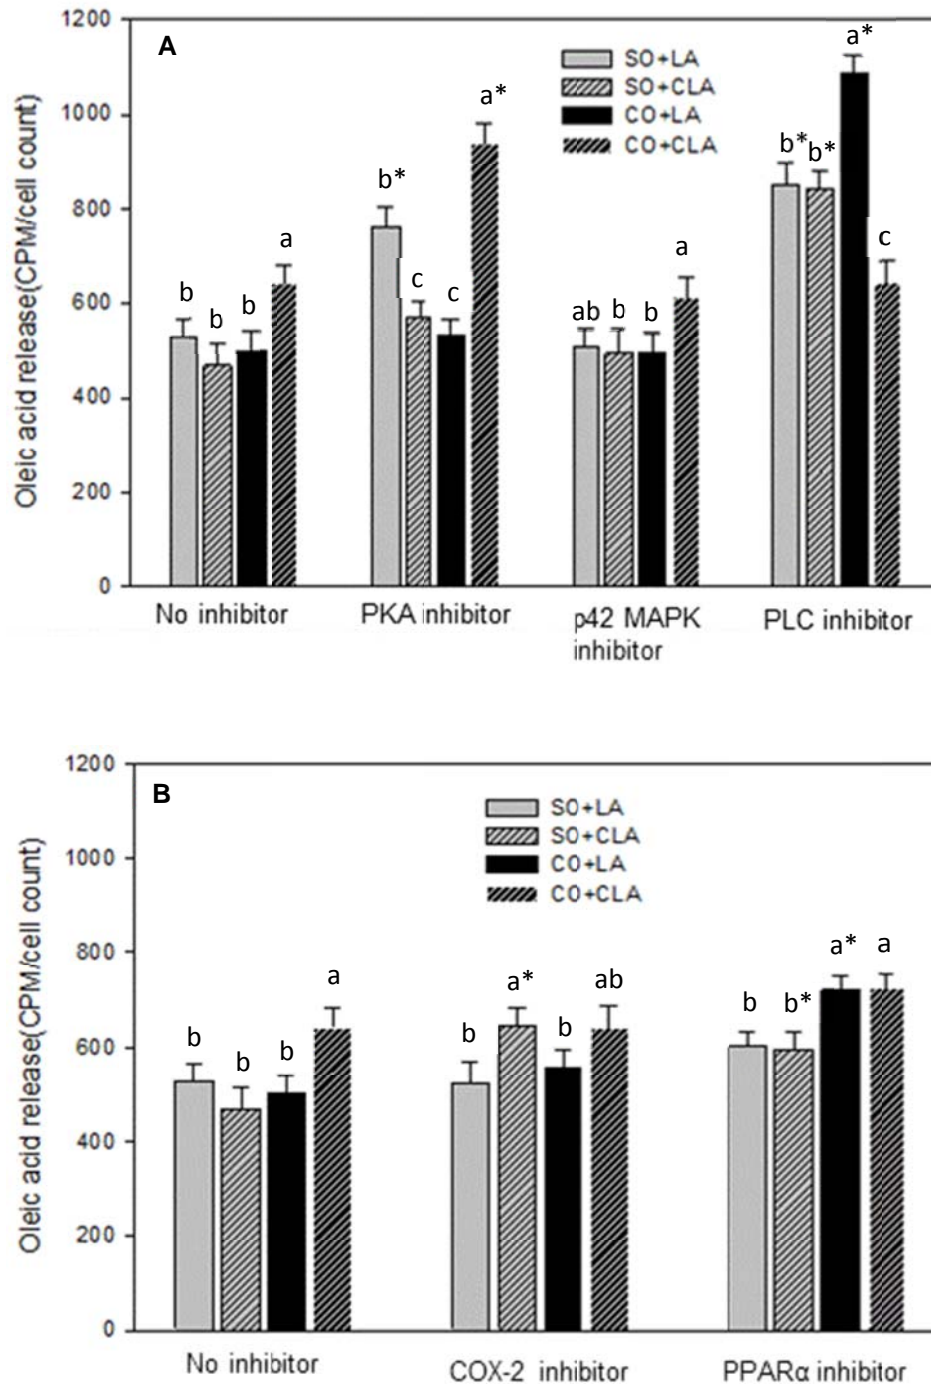 1200
A
a*
SO+LA
SO+CLA
CO+LA
CO+CLA
a*
1000
b* b*
b*
800
c
a
a
c c
b b b
ab b b
600
400
200
0
Oleic acid release(CPM/cell count)
No inhibitor PKA inhibitor p42 MAPK inhibitor PLC inhibitor
1200
B
SO+LA
SO+CLA
CO+LA
CO+CLA
1000
a* a
800
a
a* ab
b b*
b b b
b b
600
400
200
0
Oleic acid release(CPM/cell count)
No inhibitor COX-2 inhibitor PPARα inhibitor